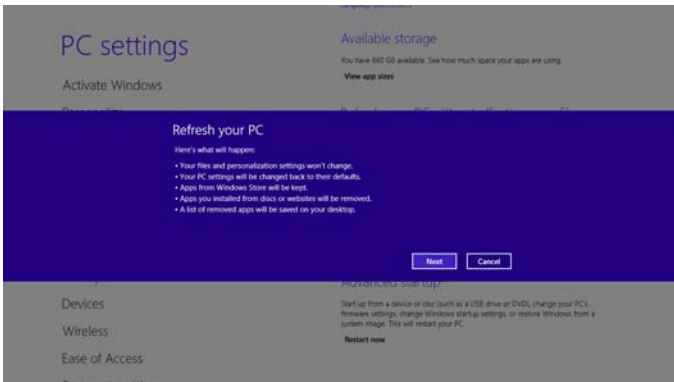 PC settings
Activate Windows
Available storage
You have 660 GB available. See how much space your apps are using.
View app sizes
Refresh your PC
Here's what will happen:
• Your files and personalization settings won't change.
• Your PC settings will be changed back to their defaults.
• Apps from Windows Store will be kept.
• Apps you installed from discs or websites will be removed.
• A list of removed apps will be saved on your desktop.
Next
Cancel
Devices
Wireless
Ease of Access
Advanced startup
Start up from a device or disc (such as a USB drive or DVD), change your PC's
firmware settings, change Windows startup settings, or restore Windows from a
system image. This will restart your PC.
Restart now